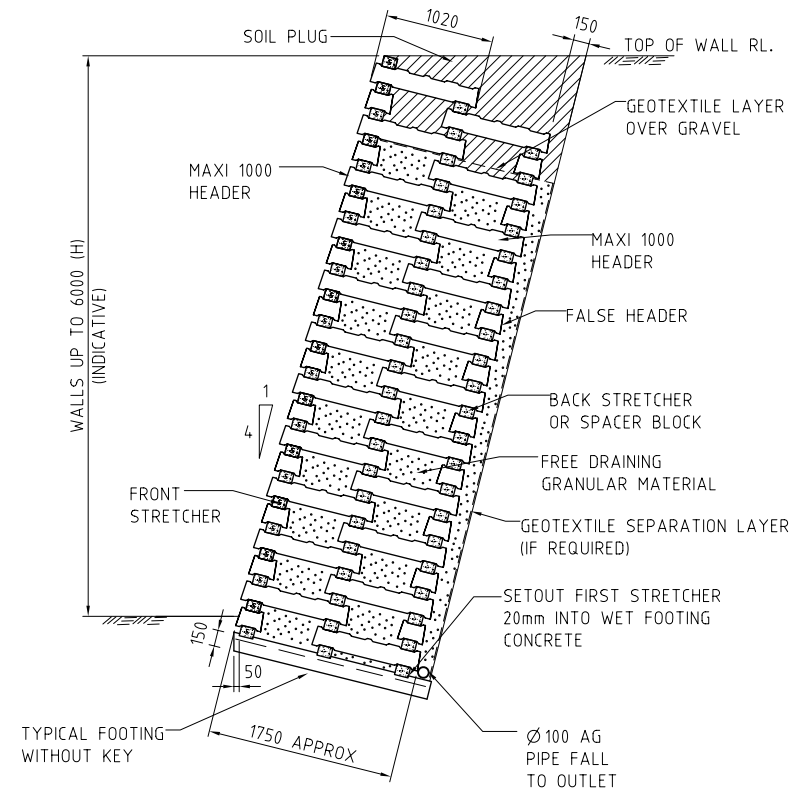 1020
150
SOIL PLUG
TOP OF WALL RL.
GEOTEXTILE LAYER
OVER GRAVEL
MAXI 1000
HEADER
MAXI 1000
HEADER
WALLS UP TO 6000 (H)
(INDICATIVE)
FALSE HEADER
1
4
BACK STRETCHER
OR SPACER BLOCK
FREE DRAINING
GRANULAR MATERIAL
FRONT
STRETCHER
GEOTEXTILE SEPARATION LAYER
(IF REQUIRED)
SETOUT FIRST STRETCHER
20mm INTO WET FOOTING
CONCRETE
150
50
TYPICAL FOOTING
WITHOUT KEY
1750 APPROX
Ø100 AG
PIPE FALL
TO OUTLET